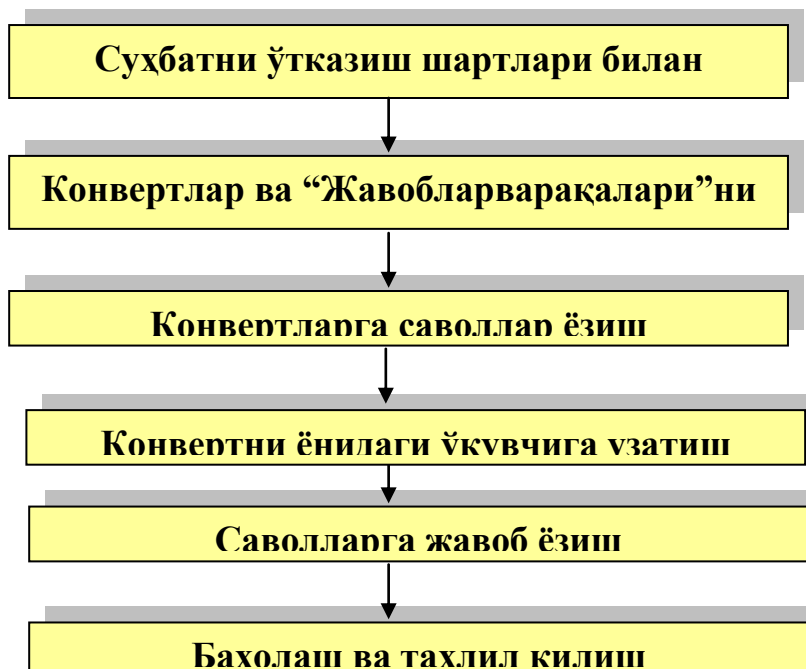 Суҳбатни ўтказиш шартлари билан
Конвертлар ва “Жавобларварақалари”ни
Конвертларга саволлар ёзиш
Конвертни ёнидаги ўқувчига узатиш
Саволларга жавоб ёзиш
Баҳолаш ва таҳлил қилиш